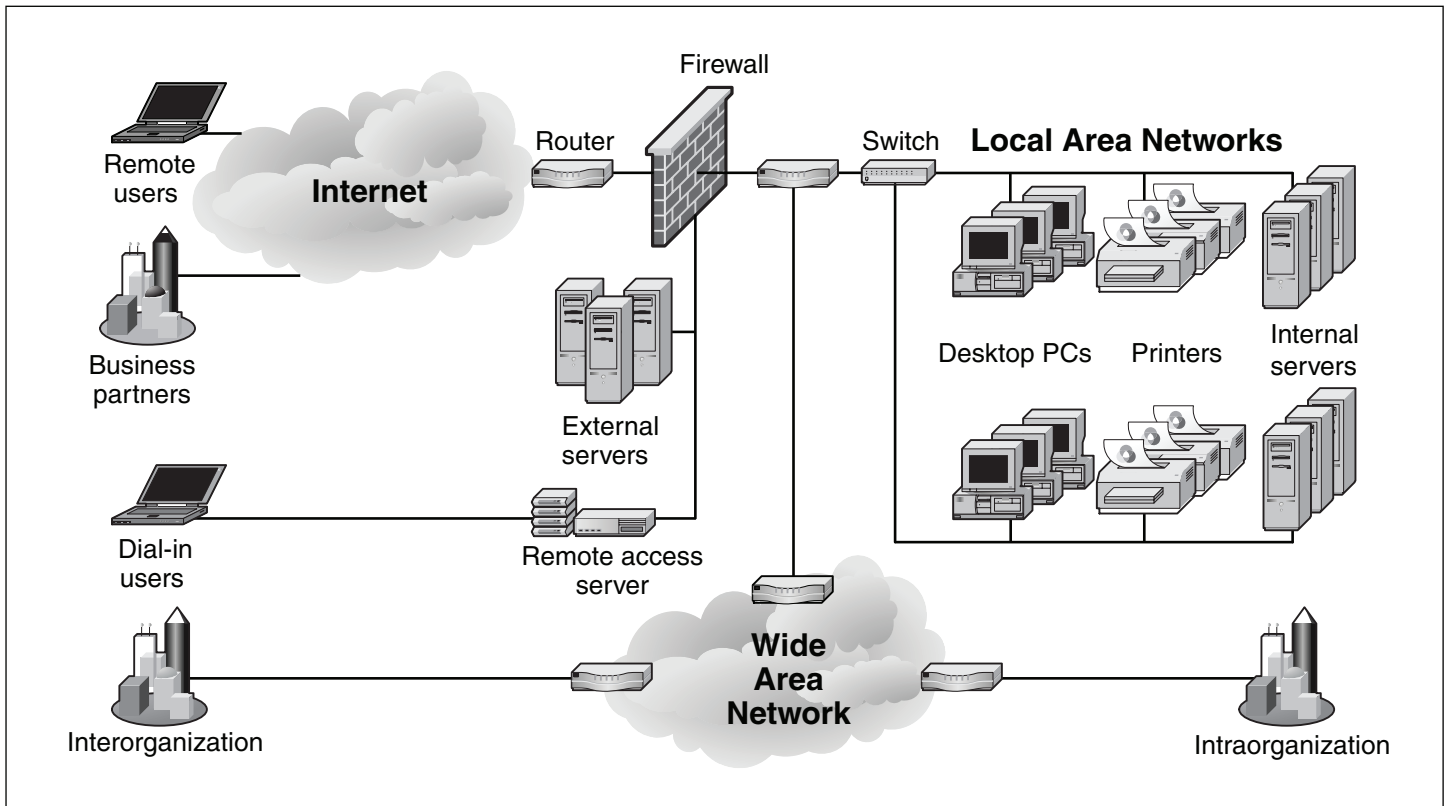 Firewall
Router
Switch
Local Area Networks
Remote
users
Internet
Business
partners
Desktop PCs
Printers
Internal
servers
External
servers
Dial-in
users
Remote access
server
Wide
Area
Network
Interorganization
Intraorganization